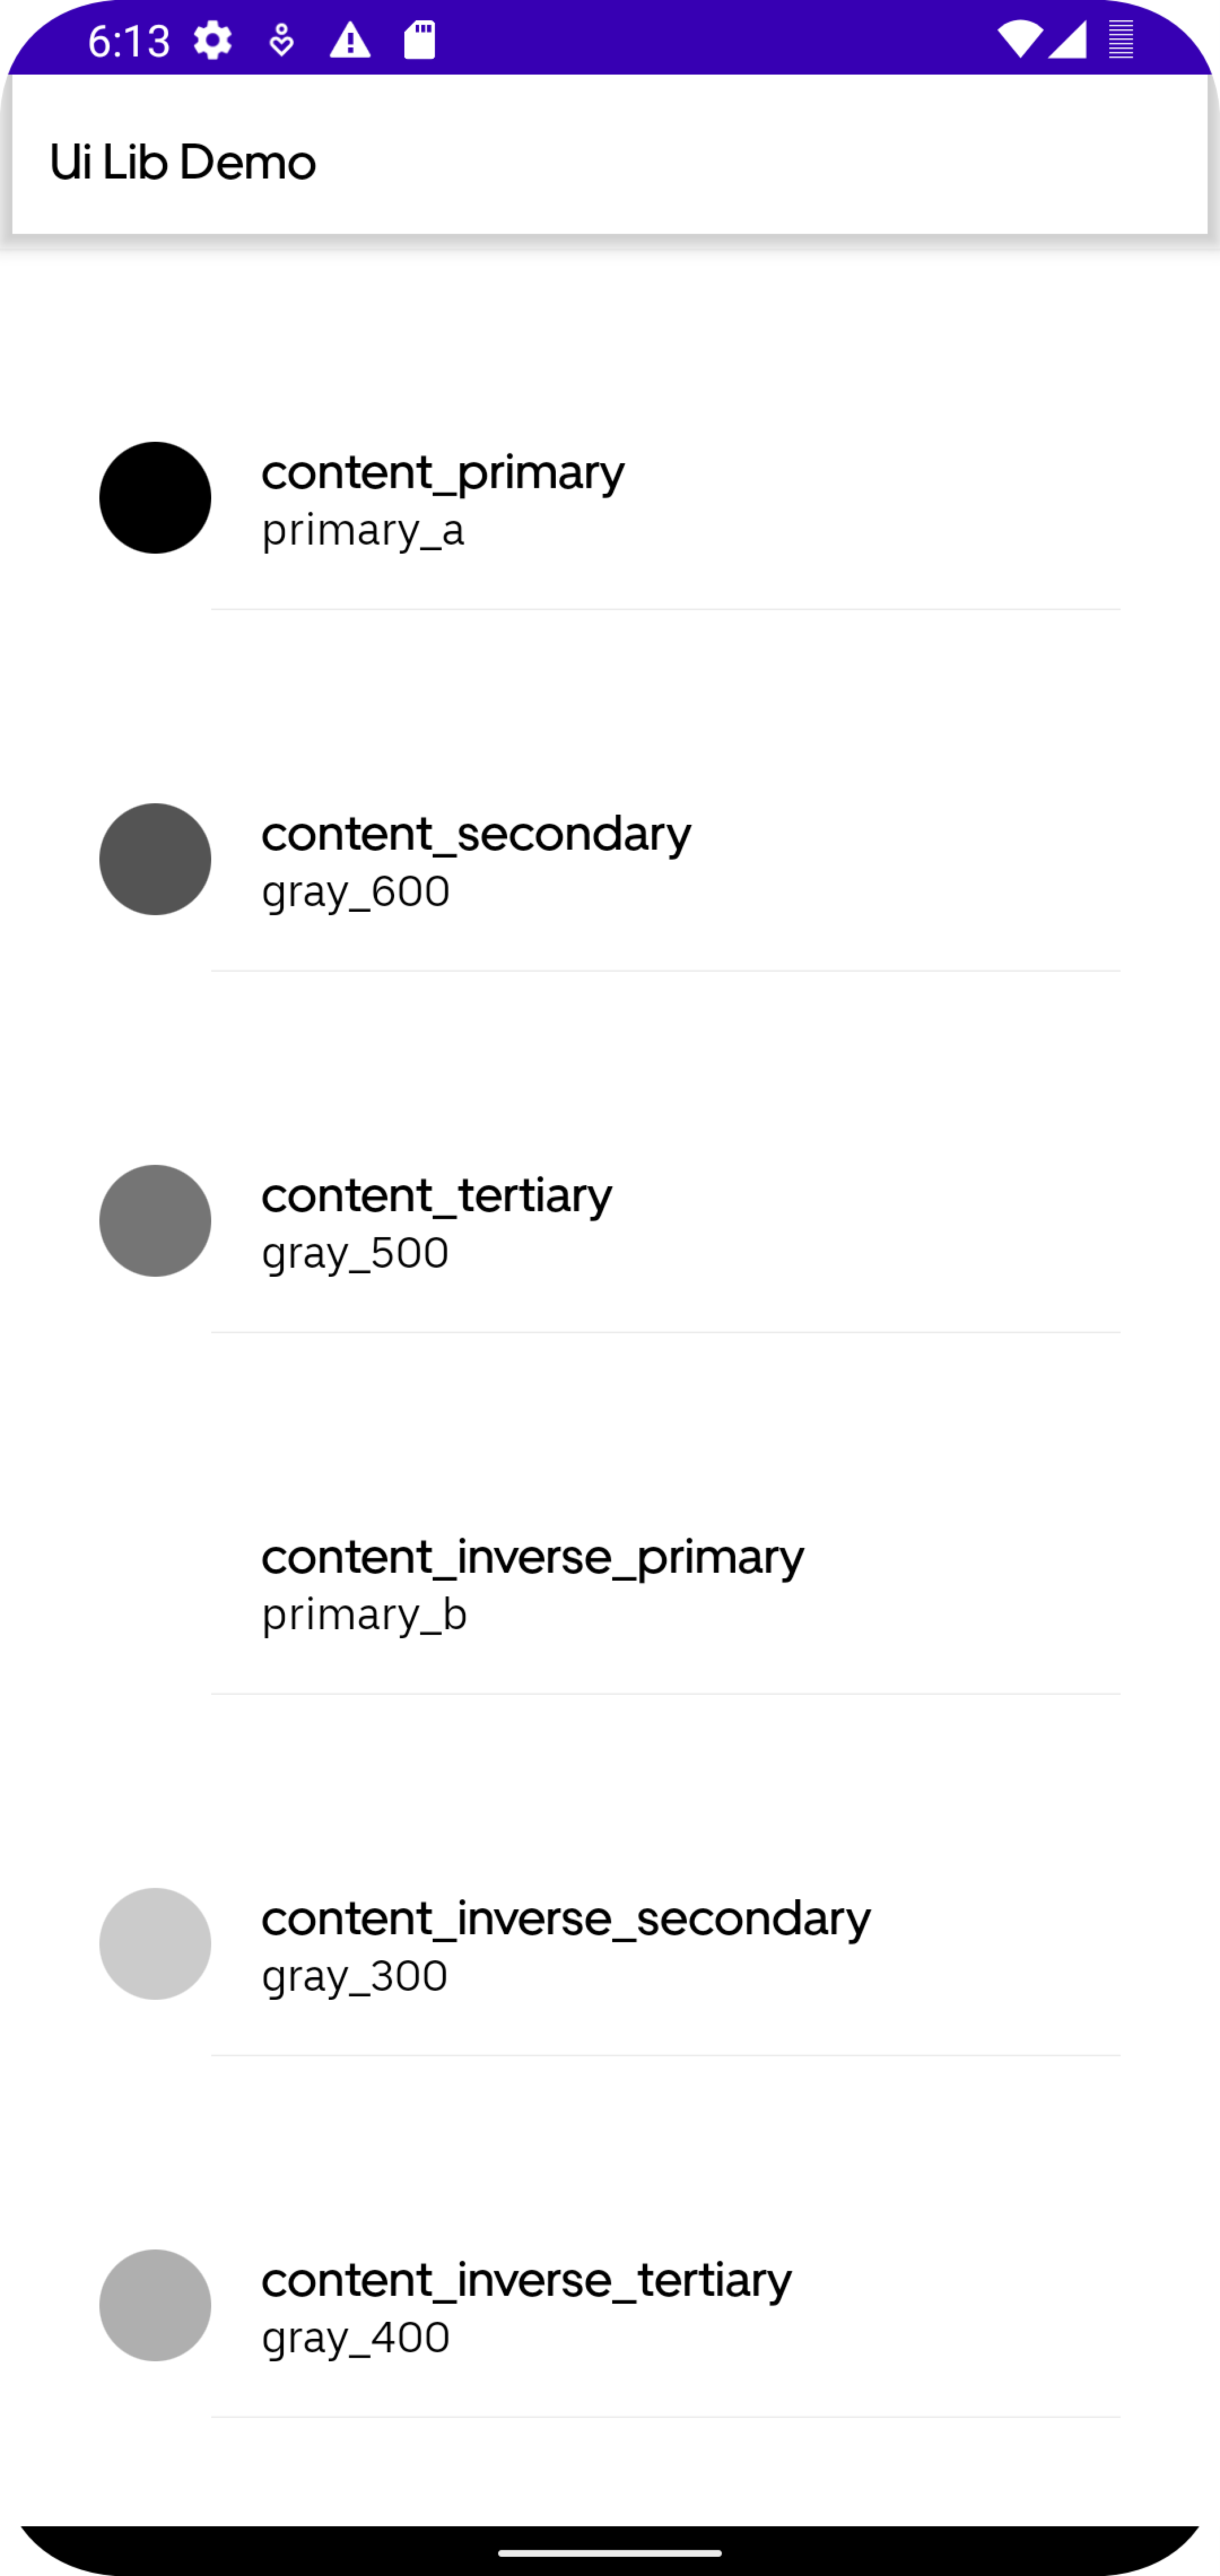 6:13
Ui Lib Demo
content_primary
primary_a
content_secondary
gray_600
content_tertiary
gray_500
content_inverse_primary
primary_b
content_inverse_secondary
gray_300
content_inverse_tertiary
gray_400